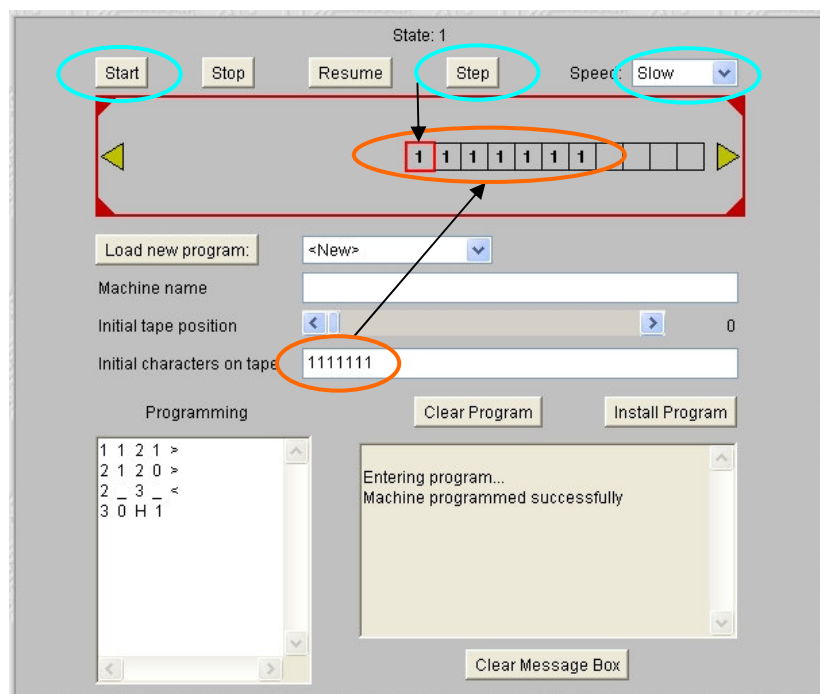 State: 1
Start Stop Resume Step Speed: Slow
1 1 1 1 1 1 1
Load new program: <New>
Machine name
Initial tape position 0
Initial characters on tape 1111111
Programming Clear Program Install Program
1 1 2 1 >
2 1 2 0 >
2 _ 3 _ <
3 0 H 1
Entering program...
Machine programmed successfully
Clear Message Box